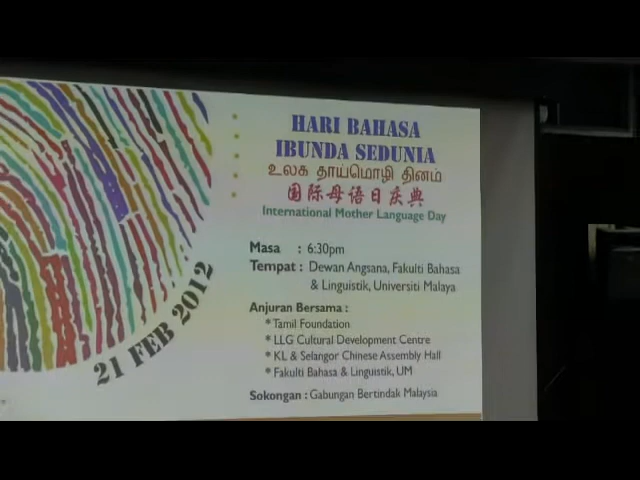 HARI BAHASA
IBUNDA SEDUNIA
உலக தாய்மொழி தினம்
国际母语日庆典
International Mother Language Day
Masa : 6:30pm
Tempat : Dewan Angsana, Fakulti Bahasa
& Linguistik, Universiti Malaya
Anjuran Bersama :
* Tamil Foundation
* LLG Cultural Development Centre
* KL & Selangor Chinese Assembly Hall
* Fakulti Bahasa & Linguistik, UM
Sokongan : Gabungan Bertindak Malaysia
21 FEB 2012